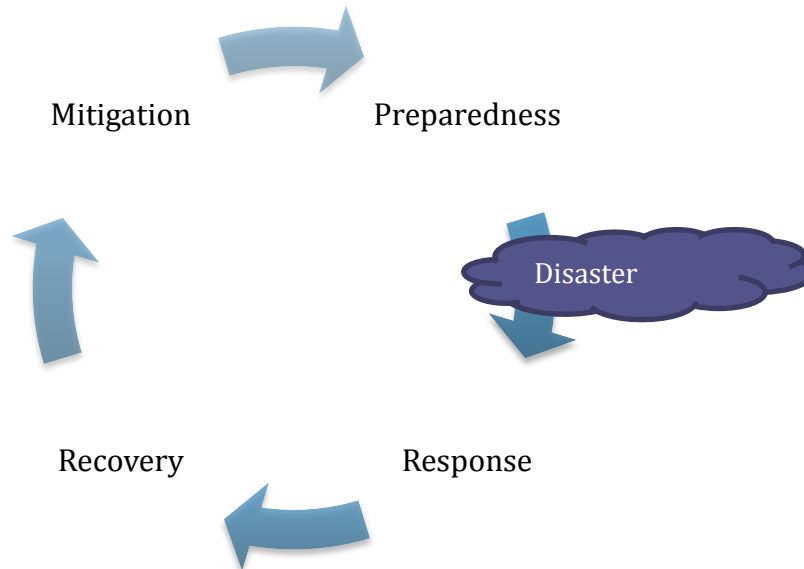 Mitigation
Preparedness
Disaster
Recovery
Response